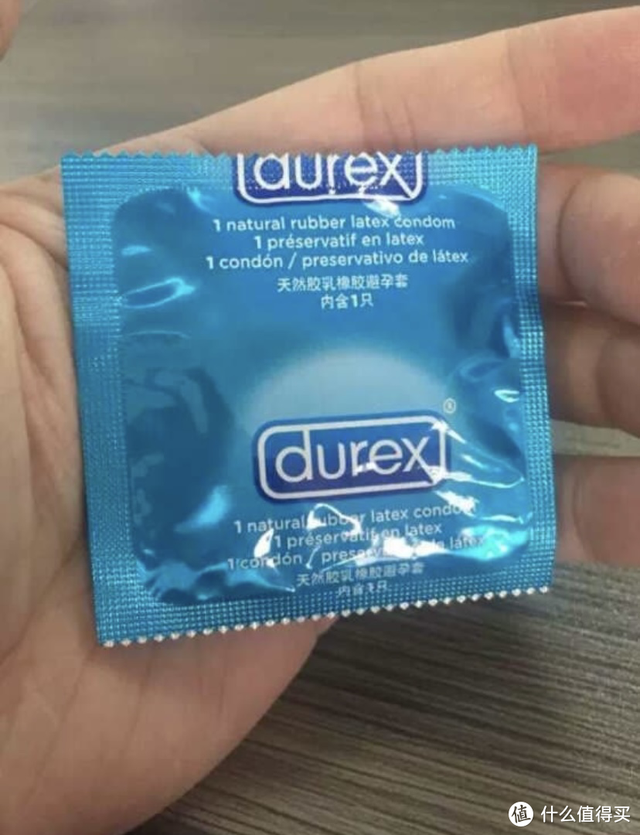 durex
1 natural rubber latex condom
1 préservatif en latex
1 condón / preservativo de látex
天然胶乳橡胶避孕套
内含1只
durex®
1 natural rubber latex condom
1 préservatif en latex
1 condón / preservativo de látex
天然胶乳橡胶避孕套
内含1只
值 什么值得买